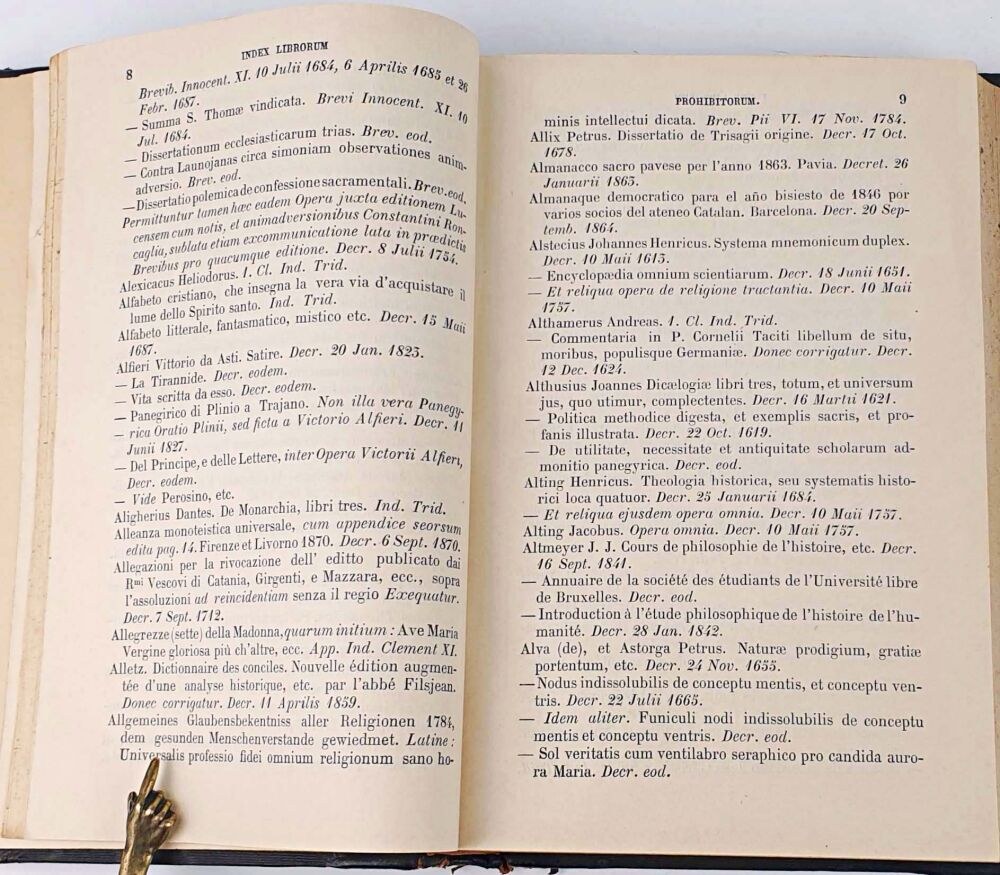 8
INDEX LIBRORUM
Brevib. Innocent. XI. 10 Julii 1684, 6 Aprilis 1685 et 26
Febr. 1687.
— Summa S. Thomæ vindicata. Brevi Innocent. XI. 10
Jul. 1684.
— Dissertationum ecclesiasticarum trias. Brev. eod.
— Contra Launojanas circa simoniam observationes anim-
adversio. Brev. eod.
— Dissertatio polemica de confessione sacramentali. Brev. eod.
Permittuntur tamen hæc eadem Opera juxta editionem Lu-
censem cum notis, et animadversionibus Constantini Ron-
caglia, sublata etiam excommunicatione lata in prædictis
Brevibus pro quacumque editione. Decr. 8 Julii 1754.
Alexicacus Heliodorus. 1. Cl. Ind. Trid.
Alfabeto cristiano, che insegna la vera via d'acquistare il
lume dello Spirito santo. Ind. Trid.
Alfabeto litterale, fantasmatico, mistico etc. Decr. 15 Maii
1687.
Alfieri Vittorio da Asti. Satire. Decr. 20 Jan. 1823.
— La Tirannide. Decr. eodem.
— Vita scritta da esso. Decr. eodem.
— Panegirico di Plinio a Trajano. Non illa vera Panegy-
— rica Oratio Plinii, sed ficta a Victorio Alfieri. Decr. 11
Junii 1827.
— Del Principe, e delle Lettere, inter Opera Victorii Alfieri,
Decr. eodem.
— Vide Perosino, etc.
Aligherius Dantes. De Monarchia, libri tres. Ind. Trid.
Alleanza monoteistica universale, cum appendice seorsum
edita pag. 14. Firenze et Livorno 1870. Decr. 6 Sept. 1870.
Allegazioni per la rivocazione dell' editto publicato dai
Rmi Vescovi di Catania, Girgenti, e Mazzara, ecc., sopra
l'assoluzioni ad reincidentiam senza il regio Exequatur.
Decr. 7 Sept. 1712.
Allegrezze (sette) della Madonna, quarum initium : Ave Maria
Vergine gloriosa più ch'altre, ecc. App. Ind. Clement XI.
Alletz. Dictionnaire des conciles. Nouvelle édition augmen-
tée d'une analyse historique, etc. par l'abbé Filsjean.
Donec corrigatur. Decr. 11 Aprilis 1859.
Allgemeines Glaubensbekentniss aller Religionen 1784,
dem gesunden Menschenverstande gewiedmet. Latine :
Universalis professio fidei omnium religionum sano ho-
PROHIBITORUM.
9
minis intellectui dicata. Brev. Pii VI. 17 Nov. 1784.
Allix Petrus. Dissertatio de Trisagii origine. Decr. 17 Oct.
1678.
Almanacco sacro pavese per l'anno 1863. Pavia. Decret. 26
Januarii 1863.
Almanaque democratico para el año bisiesto de 1846 por
varios socios del ateneo Catalan. Barcelona. Decr. 20 Sep-
temb. 1864.
Alstecius Johannes Henricus. Systema mnemonicum duplex.
Decr. 10 Maii 1613.
— Encyclopædia omnium scientiarum. Decr. 18 Junii 1651.
— Et reliqua opera de religione tractantia. Decr. 10 Maii
1757.
Althamerus Andreas. 1. Cl. Ind. Trid.
— Commentaria in P. Cornelii Taciti libellum de situ,
moribus, populisque Germaniæ. Donec corrigatur. Decr.
12 Dec. 1624.
Althusius Joannes Dicælogiæ libri tres, totum, et universum
jus, quo utimur, complectentes. Decr. 16 Martii 1621.
— Politica methodice digesta, et exemplis sacris, et pro-
fanis illustrata. Decr. 22 Oct. 1619.
— De utilitate, necessitate et antiquitate scholarum ad-
monitio panegyrica. Decr. eod.
Alting Henricus. Theologia historica, seu systematis histo-
rici loca quatuor. Decr. 25 Januarii 1684.
— Et reliqua ejusdem opera omnia. Decr. 10 Maii 1757.
Alting Jacobus. Opera omnia. Decr. 10 Maii 1757.
Altmeyer J. J. Cours de philosophie de l'histoire, etc. Decr.
16 Sept. 1841.
— Annuaire de la société des étudiants de l'Université libre
de Bruxelles. Decr. eod.
— Introduction à l'étude philosophique de l'histoire de l'hu-
manité. Decr. 28 Jan. 1842.
Alva (de), et Astorga Petrus. Naturæ prodigium, gratiæ
portentum, etc. Decr. 24 Nov. 1655.
— Nodus indissolubilis de conceptu mentis, et conceptu ven-
tris. Decr. 22 Julii 1665.
— Idem aliter. Funiculi nodi indissolubilis de conceptu
mentis et conceptu ventris. Decr. eod.
— Sol veritatis cum ventilabro seraphico pro candida auro-
ra Maria. Decr. eod.